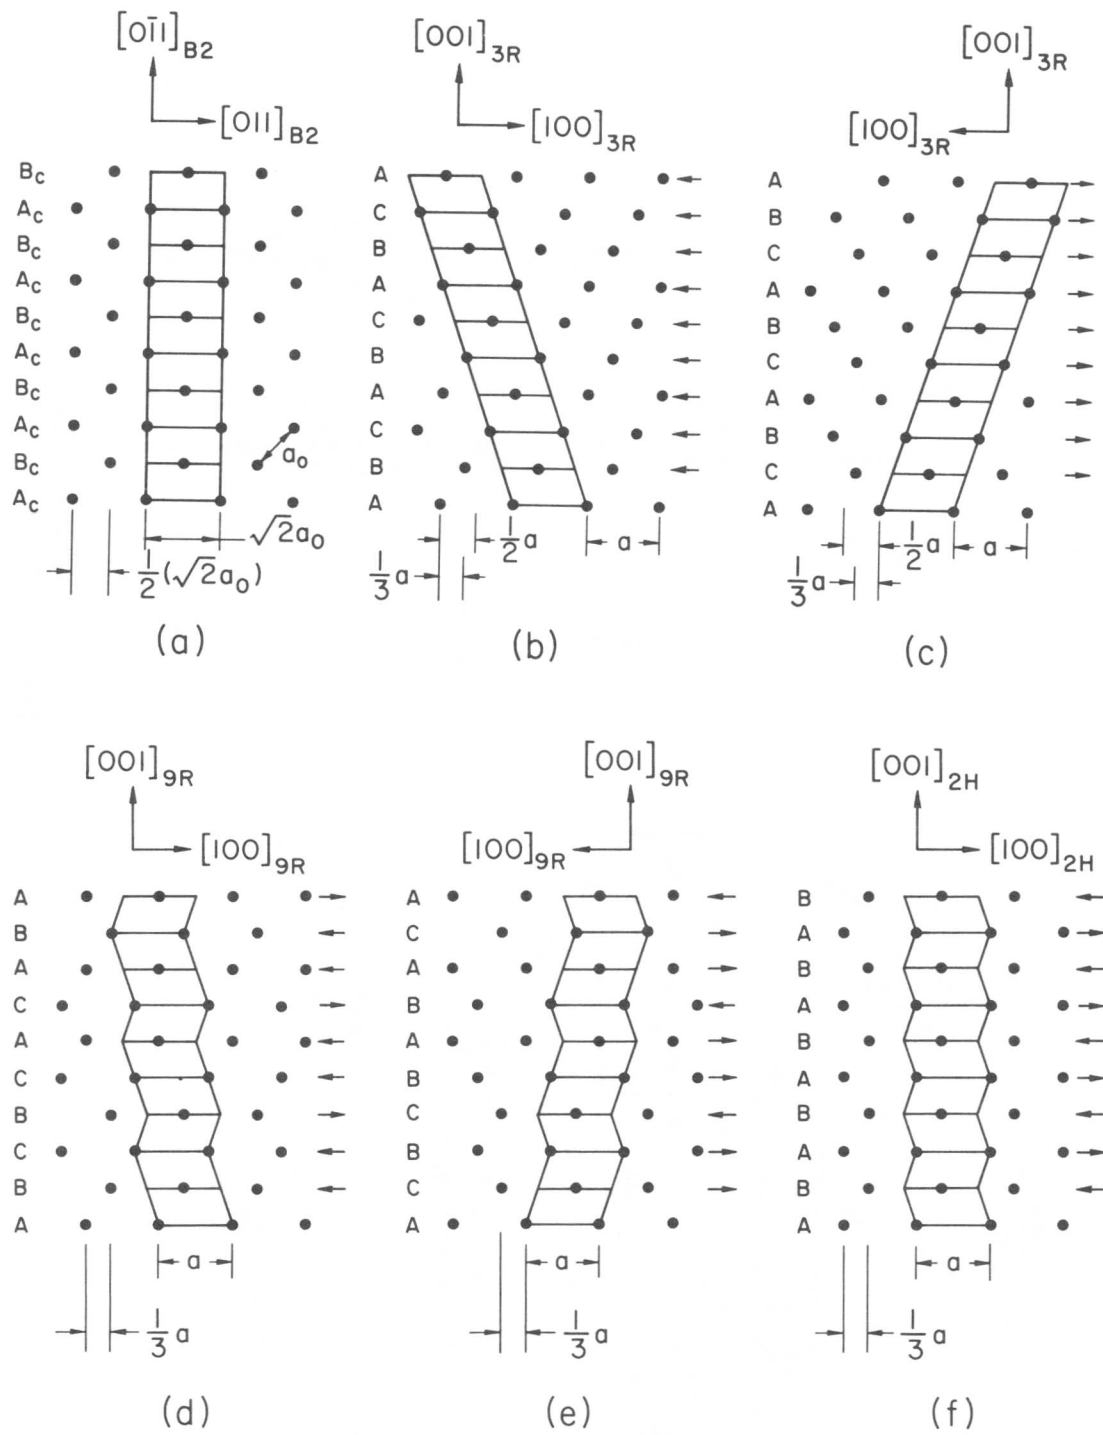 [01̄1]B2
[011]B2
Bc
Ac
Bc
Ac
Bc
Ac
Bc
Ac
Bc
Ac
a₀
√2a₀
½(√2a₀)
(a)
[001]3R
[100]3R
A
C
B
A
C
B
A
C
B
A
½a
a
⅓a
(b)
[001]3R
[100]3R
A
B
C
A
B
C
A
B
C
A
½a
a
⅓a
(c)
[001]9R
[100]9R
A
B
A
C
A
C
B
C
B
A
a
⅓a
(d)
[001]9R
[100]9R
A
C
A
B
A
B
C
B
C
A
a
⅓a
(e)
[001]2H
[100]2H
B
A
B
A
B
A
B
A
B
A
a
⅓a
(f)